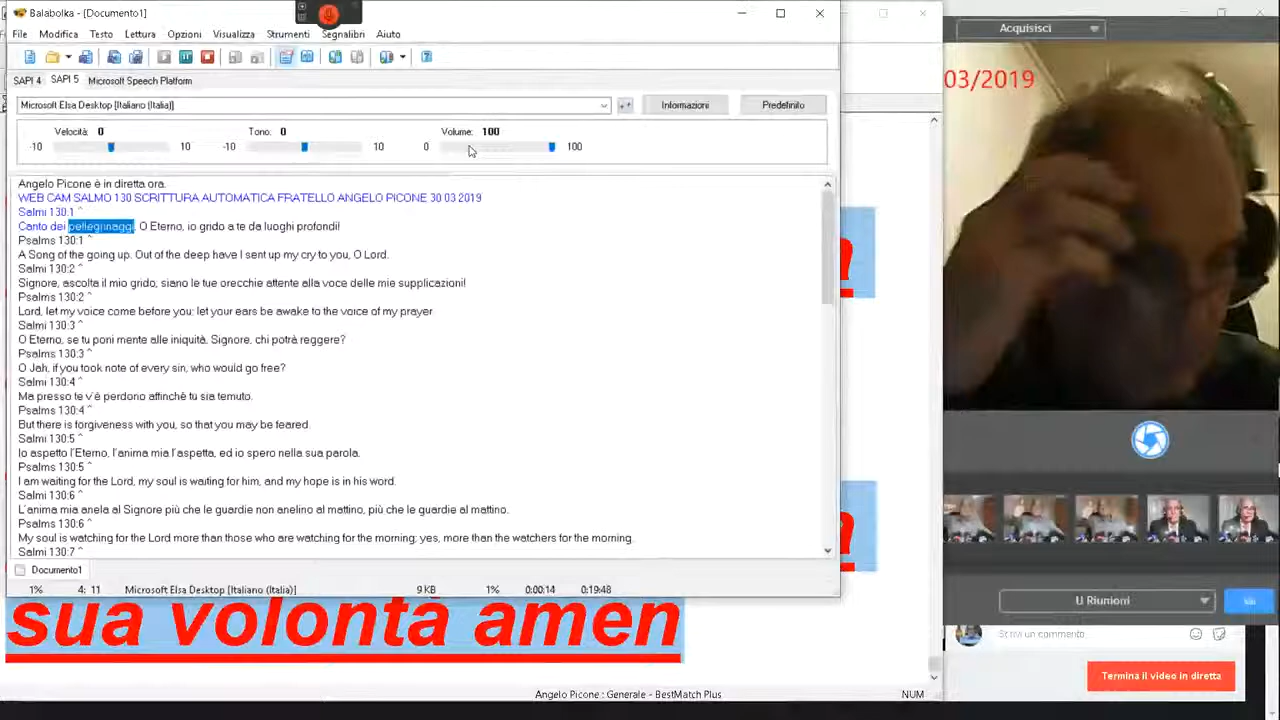 Balabolka - [Documento1]
File Modifica Testo Lettura Opzioni Visualizza Strumenti Segnalibri Aiuto
SAPI 4 SAPI 5 Microsoft Speech Platform
Microsoft Elsa Desktop [Italiano (Italia)] Informazioni Predefinito
Velocità: 0 Tono: 0 Volume: 100
-10 10 -10 10 0 100
Angelo Picone è in diretta ora.
WEB CAM SALMO 130 SCRITTURA AUTOMATICA FRATELLO ANGELO PICONE 30 03 2019
Salmi 130:1 ^
Canto dei pellegrinaggi. O Eterno, io grido a te da luoghi profondi!
Psalms 130:1 ^
A Song of the going up. Out of the deep have I sent up my cry to you, O Lord.
Salmi 130:2 ^
Signore, ascolta il mio grido, siano le tue orecchie attente alla voce delle mie supplicazioni!
Psalms 130:2 ^
Lord, let my voice come before you: let your ears be awake to the voice of my prayer
Salmi 130:3 ^
O Eterno, se tu poni mente alle iniquità, Signore, chi potrà reggere?
Psalms 130:3 ^
O Jah, if you took note of every sin, who would go free?
Salmi 130:4 ^
Ma presso te v'è perdono affinchè tu sia temuto.
Psalms 130:4 ^
But there is forgiveness with you, so that you may be feared.
Salmi 130:5 ^
Io aspetto l'Eterno, l'anima mia l'aspetta, ed io spero nella sua parola.
Psalms 130:5 ^
I am waiting for the Lord, my soul is waiting for him, and my hope is in his word.
Salmi 130:6 ^
L'anima mia anela al Signore più che le guardie non anelino al mattino, più che le guardie al mattino.
Psalms 130:6 ^
My soul is watching for the Lord more than those who are watching for the morning; yes, more than the watchers for the morning.
Salmi 130:7 ^
Documento1
1% 4: 11 Microsoft Elsa Desktop [Italiano (Italia)] 9 KB 1% 0:00:14 0:19:48
sua volontà amen
Angelo Picone : Generale - BestMatch Plus NUM
Acquisisci
03/2019
U Riunioni
Scrivi un commento
Termina il video in diretta